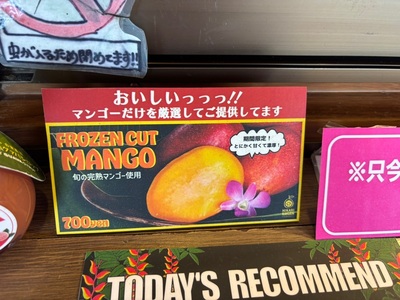 虫が入るため閉めてます!!
おいしいっっっ!!
マンゴーだけを厳選してご提供してます
FROZEN CUT
MANGO
期間限定!
とにかく甘くて濃厚!
旬の完熟マンゴー使用
700yen
※只今
TODAY'S RECOMMEND